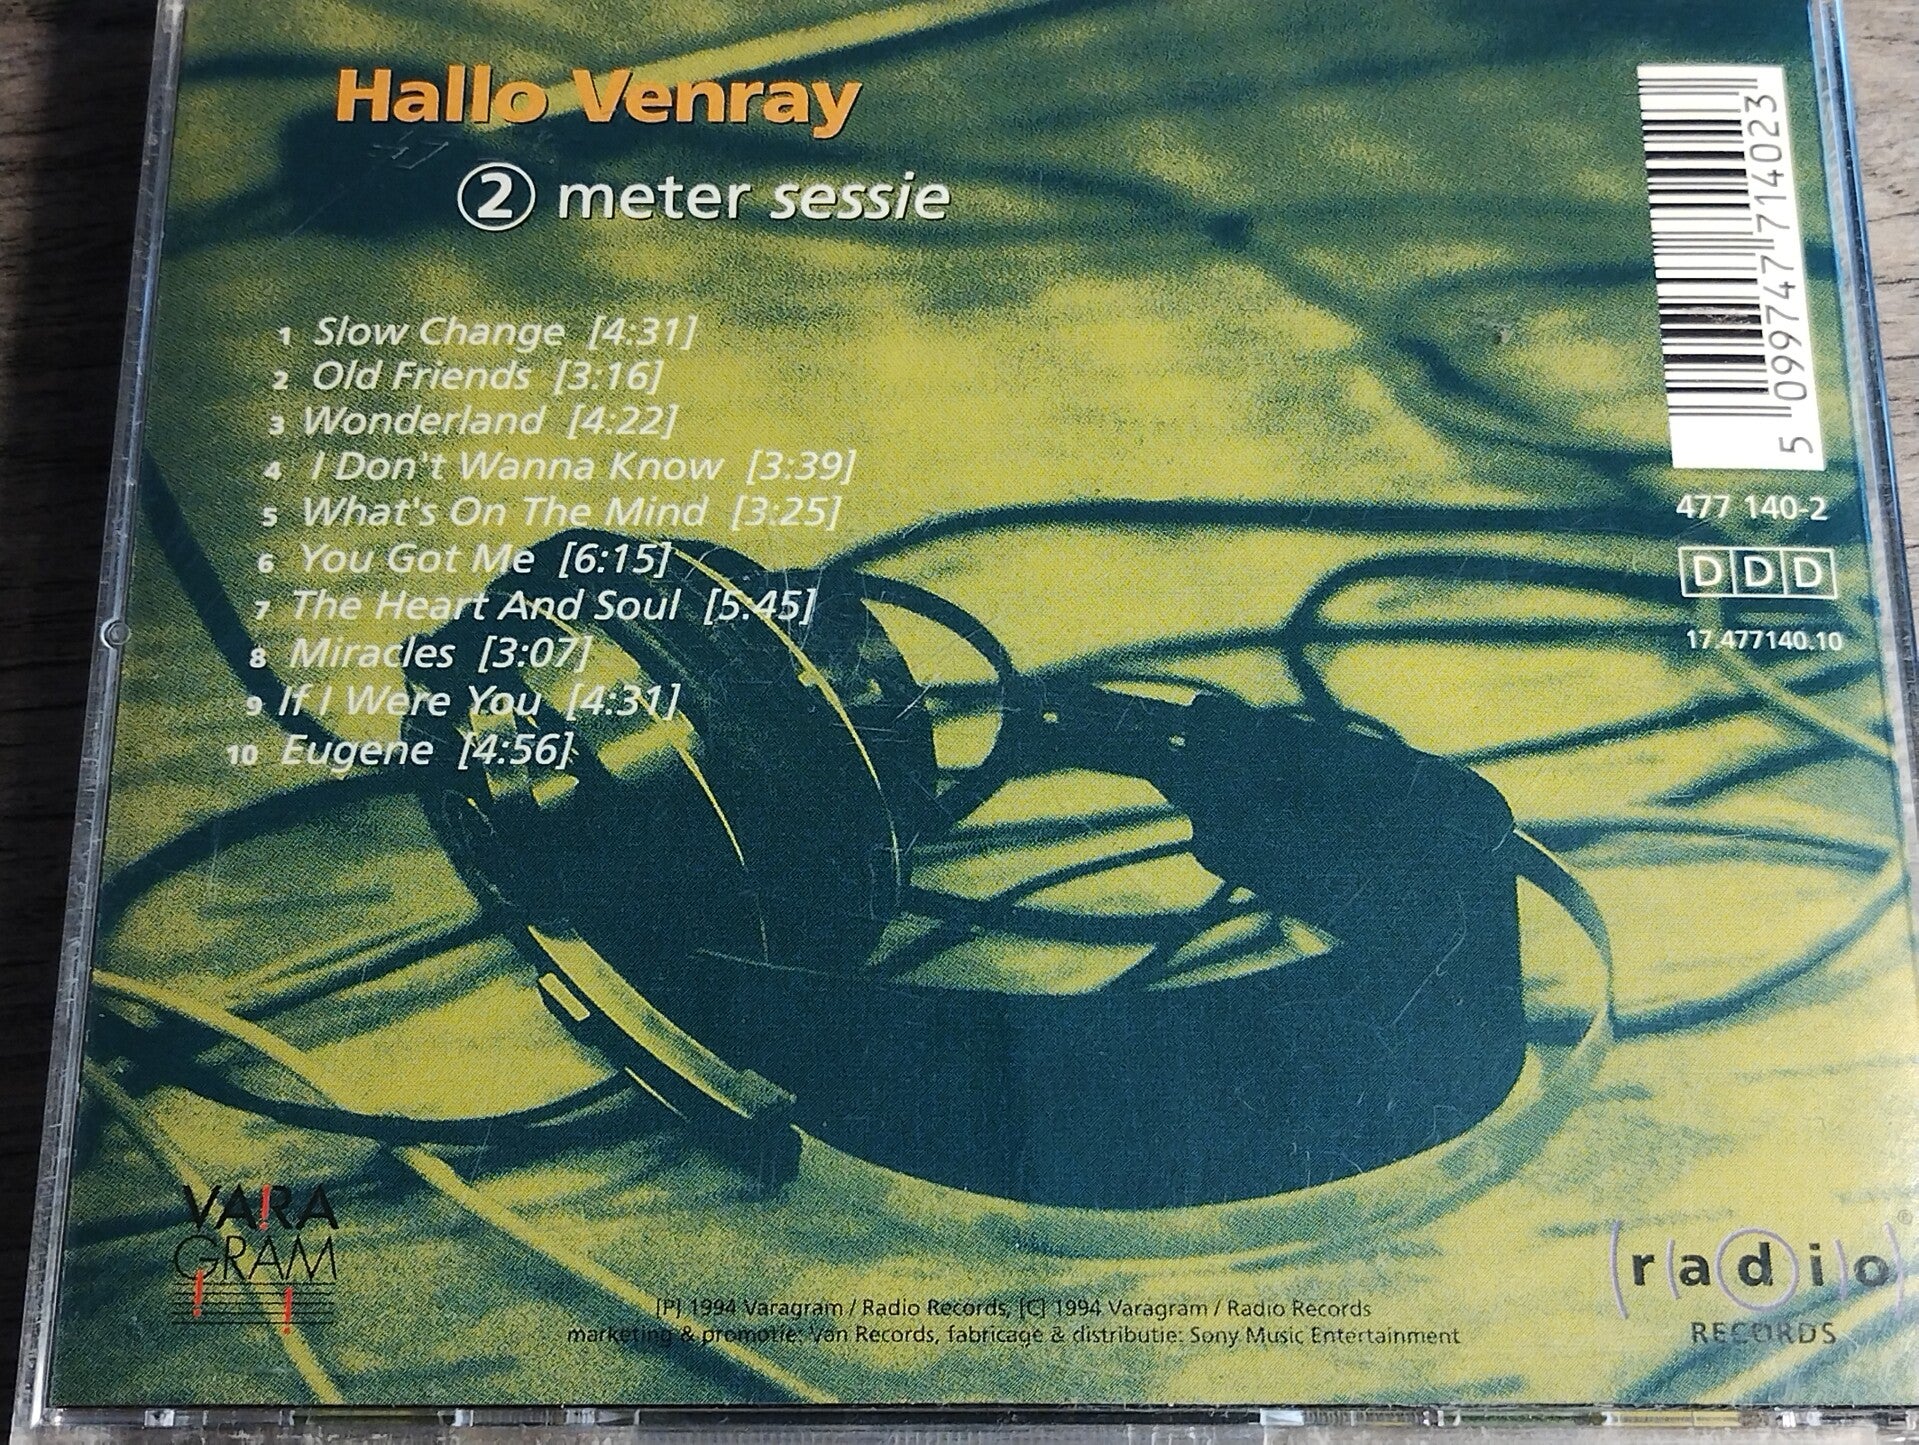 Hallo Venray
2 meter sessie
1 Slow Change [4:31]
2 Old Friends [3:16]
3 Wonderland [4:22]
4 I Don't Wanna Know [3:39]
5 What's On The Mind [3:25]
6 You Got Me [6:15]
7 The Heart And Soul [5:45]
8 Miracles [3:07]
9 If I Were You [4:31]
10 Eugene [4:56]
5 099747 714023
477 140-2
DDD
17.477140.10
VA!RA
GRAM
(r(a(d)i)o)®
RECORDS
[P] 1994 Varagram / Radio Records, [C] 1994 Varagram / Radio Records
marketing & promotie: Van Records, fabricage & distributie: Sony Music Entertainment